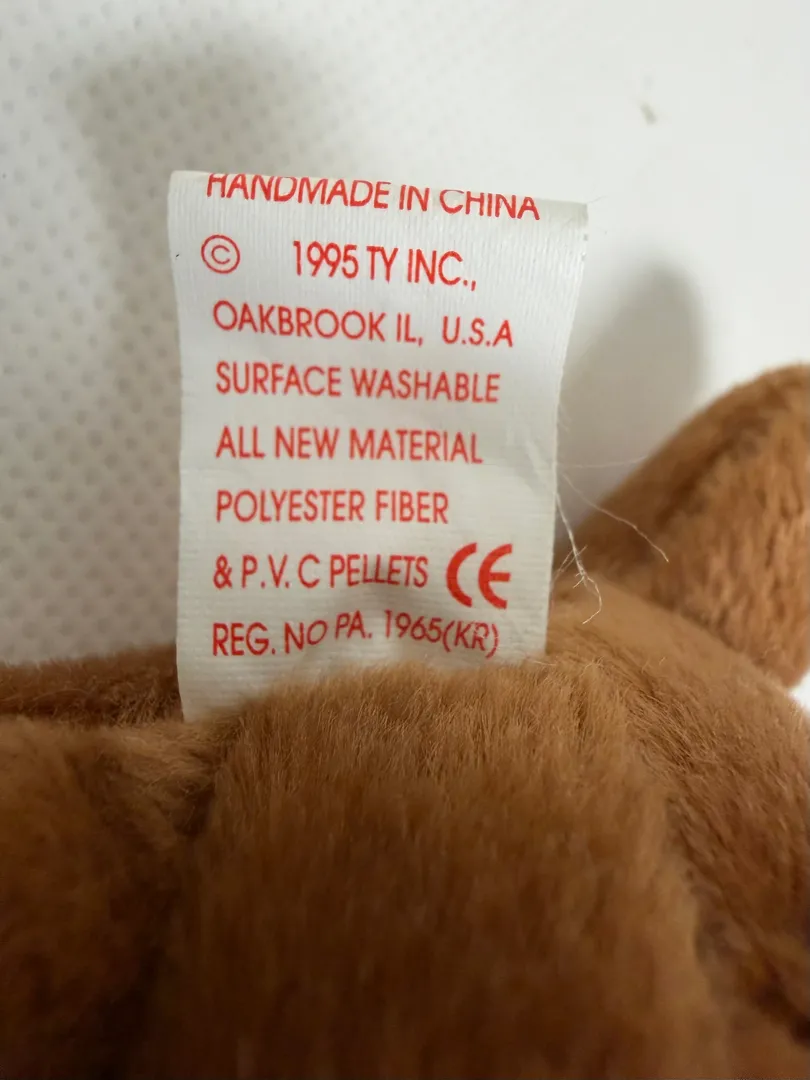 HANDMADE IN CHINA
© 1995 TY INC.,
OAKBROOK IL, U.S.A
SURFACE WASHABLE
ALL NEW MATERIAL
POLYESTER FIBER
& P.V. C PELLETS CE
REG. NO PA. 1965(KR)